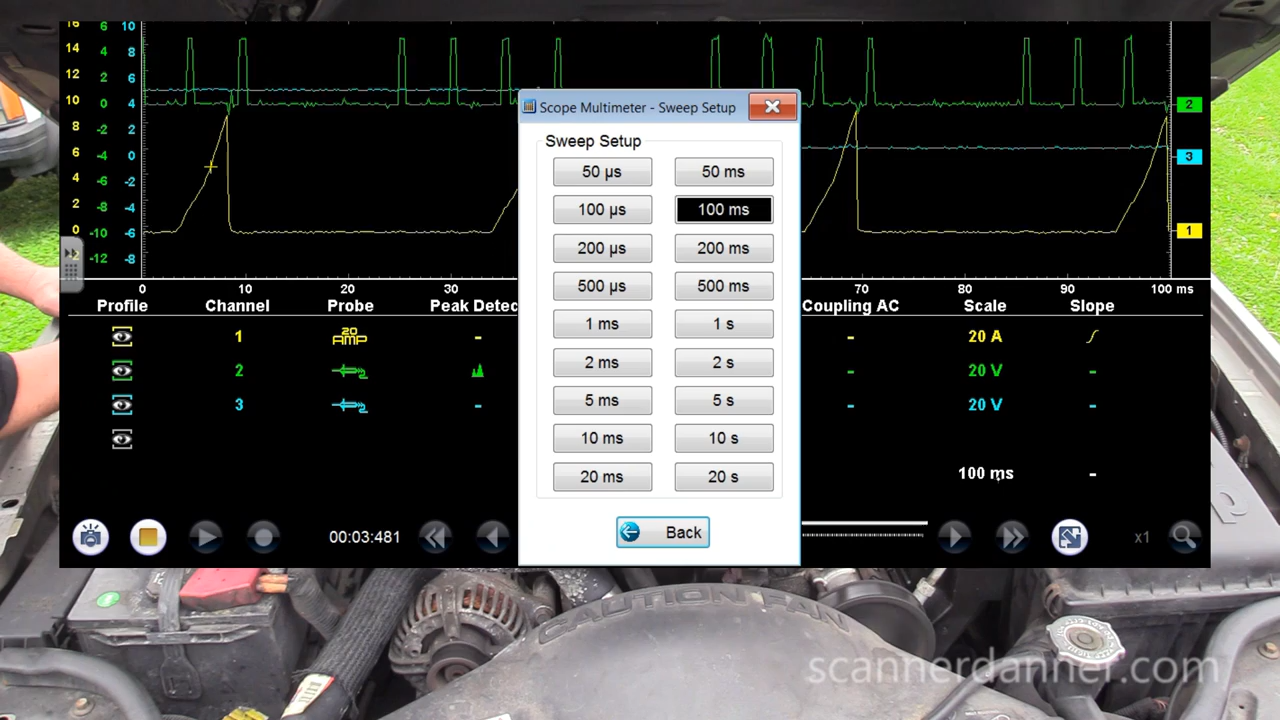 16 6 10
14 4 8
12 2 6
10 0 4
8 -2 2
6 -4 0
4 -6 -2
2 -8 -4
0 -10 -6
-12 -8
2
3
1
2
0 10 20 30 70 80 90 100 ms
Profile Channel Probe Peak Detec Coupling AC Scale Slope
1 20 AMP - - 20 A
2 - 20 V -
3 - - 20 V -
100 ms -
00:03:481
x1
Scope Multimeter - Sweep Setup
Sweep Setup
50 µs 50 ms
100 µs 100 ms
200 µs 200 ms
500 µs 500 ms
1 ms 1 s
2 ms 2 s
5 ms 5 s
10 ms 10 s
20 ms 20 s
Back
CAUTION FAN
scannerdanner.com